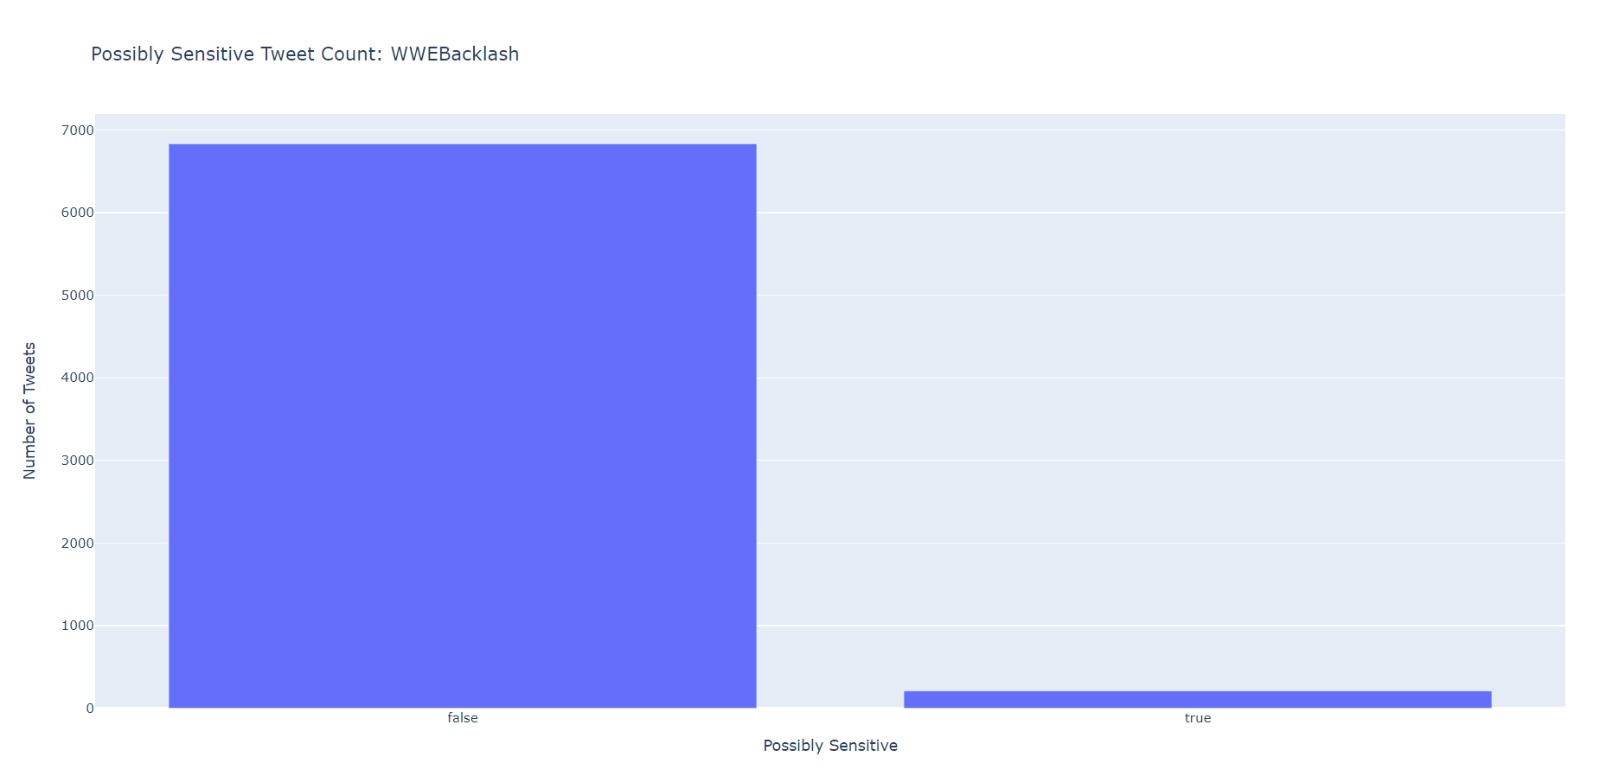 Possibly Sensitive Tweet Count: WWEBacklash
7000
6000
5000
4000
3000
2000
1000
0
Number of Tweets
false
true
Possibly Sensitive